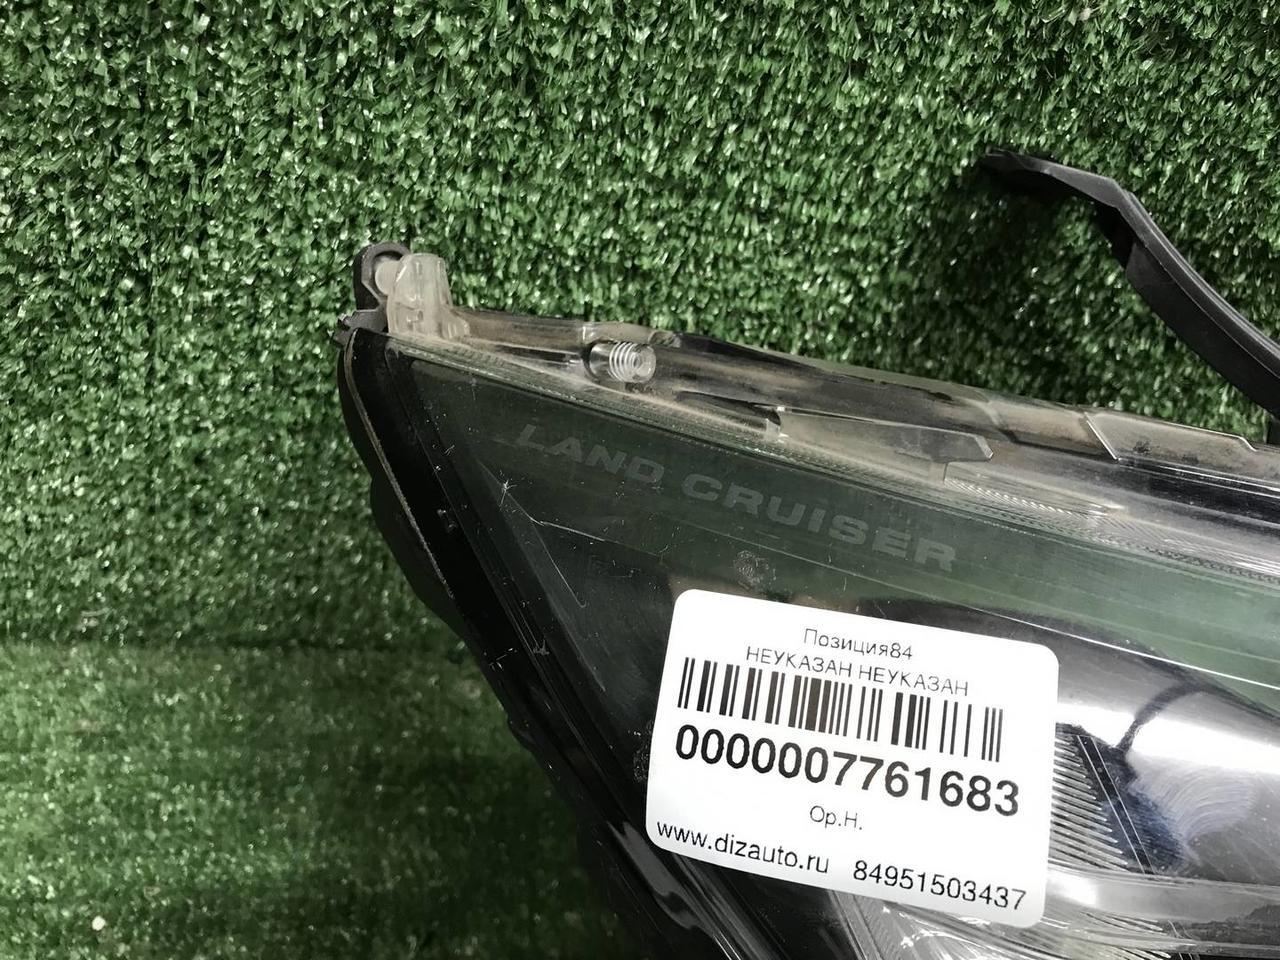 LAND CRUISER
Позиция84
НЕУКАЗАН НЕУКАЗАН
0000007761683
Ор.Н.
www.dizauto.ru 84951503437